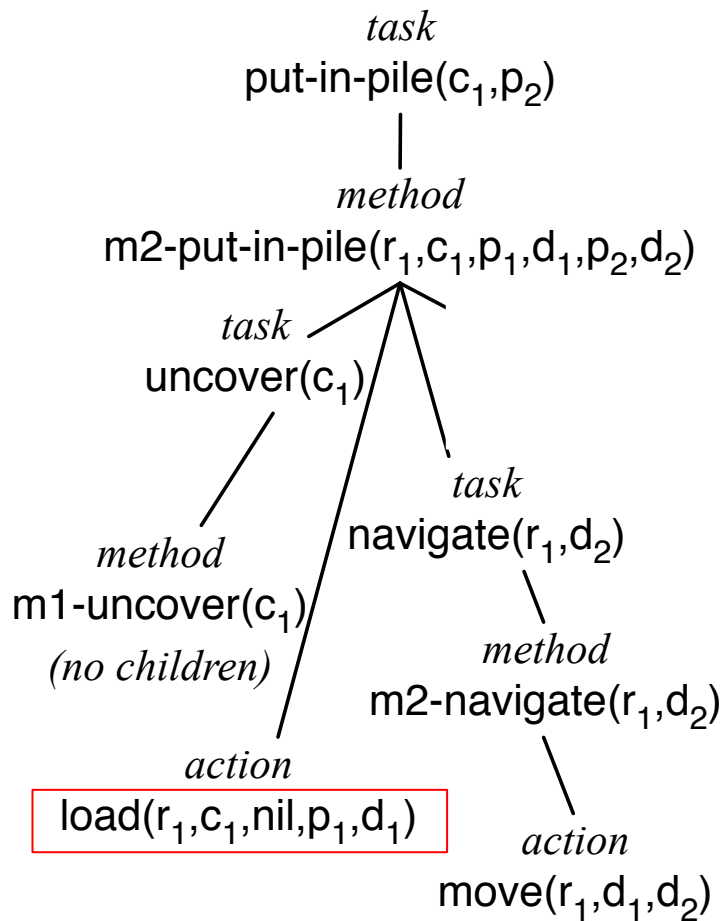 task
put-in-pile(c₁,p₂)
method
m2-put-in-pile(r₁,c₁,p₁,d₁,p₂,d₂)
task
uncover(c₁)
task
navigate(r₁,d₂)
method
m1-uncover(c₁)
(no children)
method
m2-navigate(r₁,d₂)
action
load(r₁,c₁,nil,p₁,d₁)
action
move(r₁,d₁,d₂)